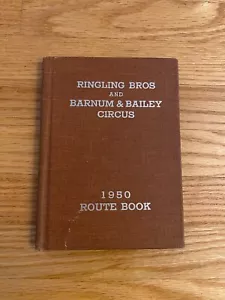 RINGLING BROS
AND
BARNUM & BAILEY
CIRCUS
1950
ROUTE BOOK